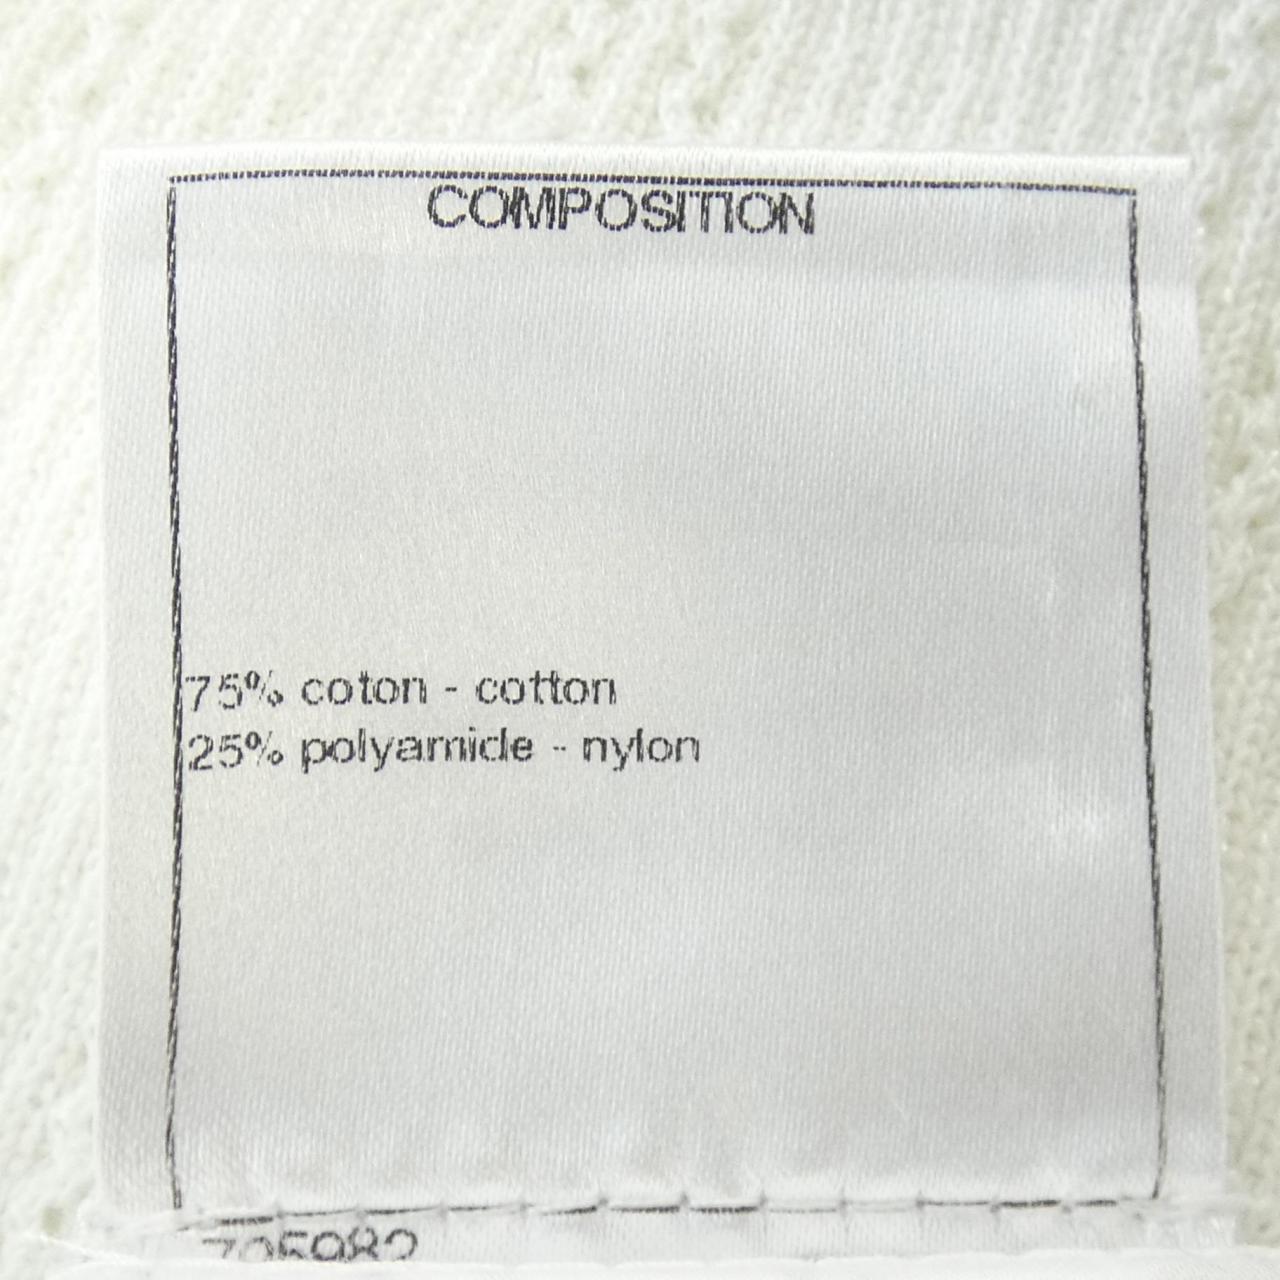 COMPOSITION
75% coton - cotton
25% polyamide - nylon